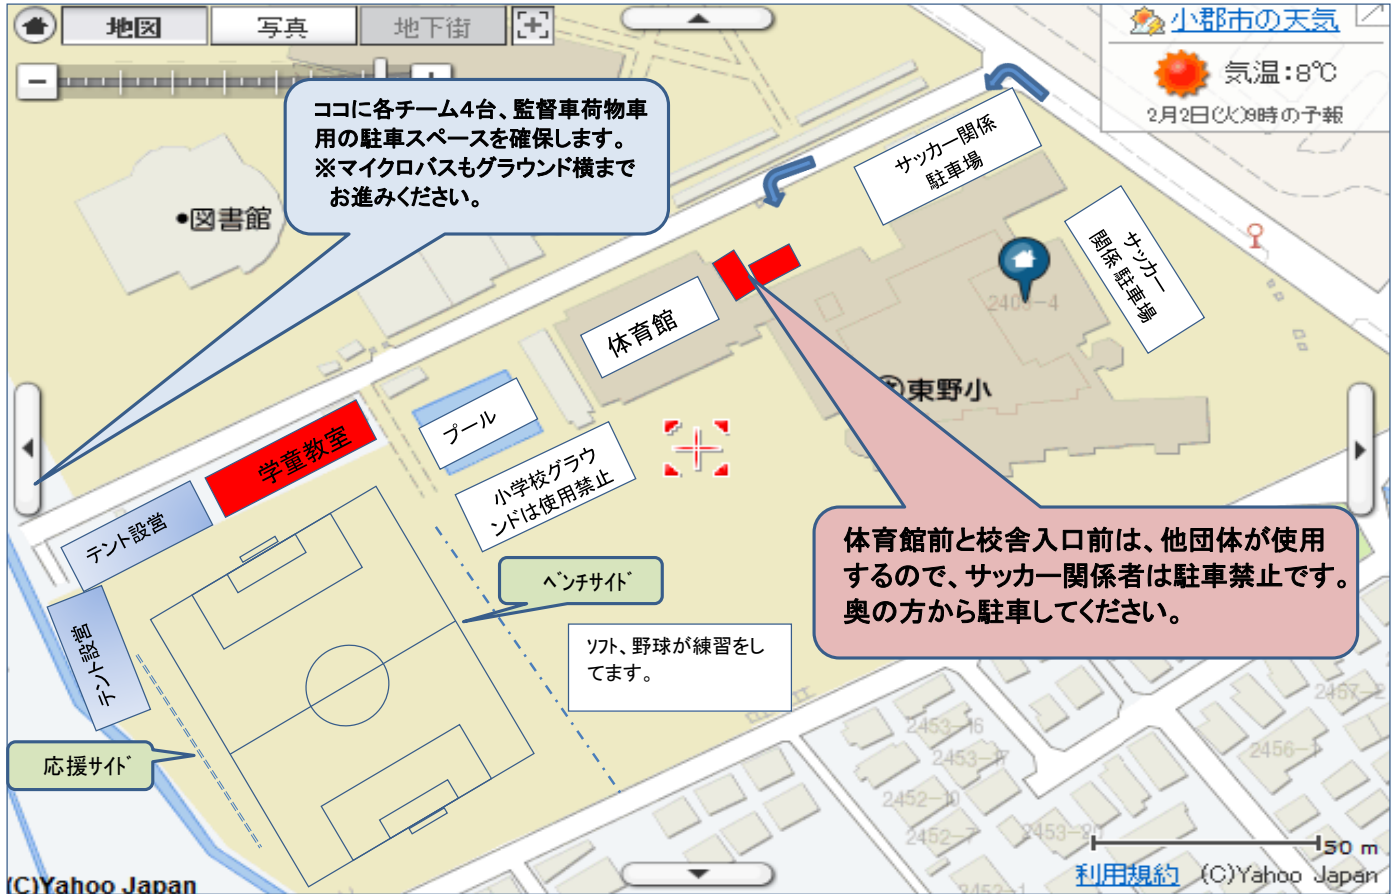 地図
写真
地下街
小郡市の天気
気温:8℃
2月2日(火)9時の予報
ココに各チーム4台、監督車荷物車
用の駐車スペースを確保します。
※マイクロバスもグラウンド横まで
お進みください。
サッカー関係
駐車場
サッカー
関係 駐車場
●図書館
体育館
2400-4
東野小
プール
学童教室
小学校グラウ
ンドは使用禁止
テント設営
テント設営
ベンチサイド
体育館前と校舎入口前は、他団体が使用
するので、サッカー関係者は駐車禁止です。
奥の方から駐車してください。
ソフト、野球が練習をし
てます。
応援サイド
2457-2
2453-16
2453-17
2456-1
2452-10
2452-7
2453-20
2452-1
50 m
利用規約 (C)Yahoo Japan
(C)Yahoo Japan